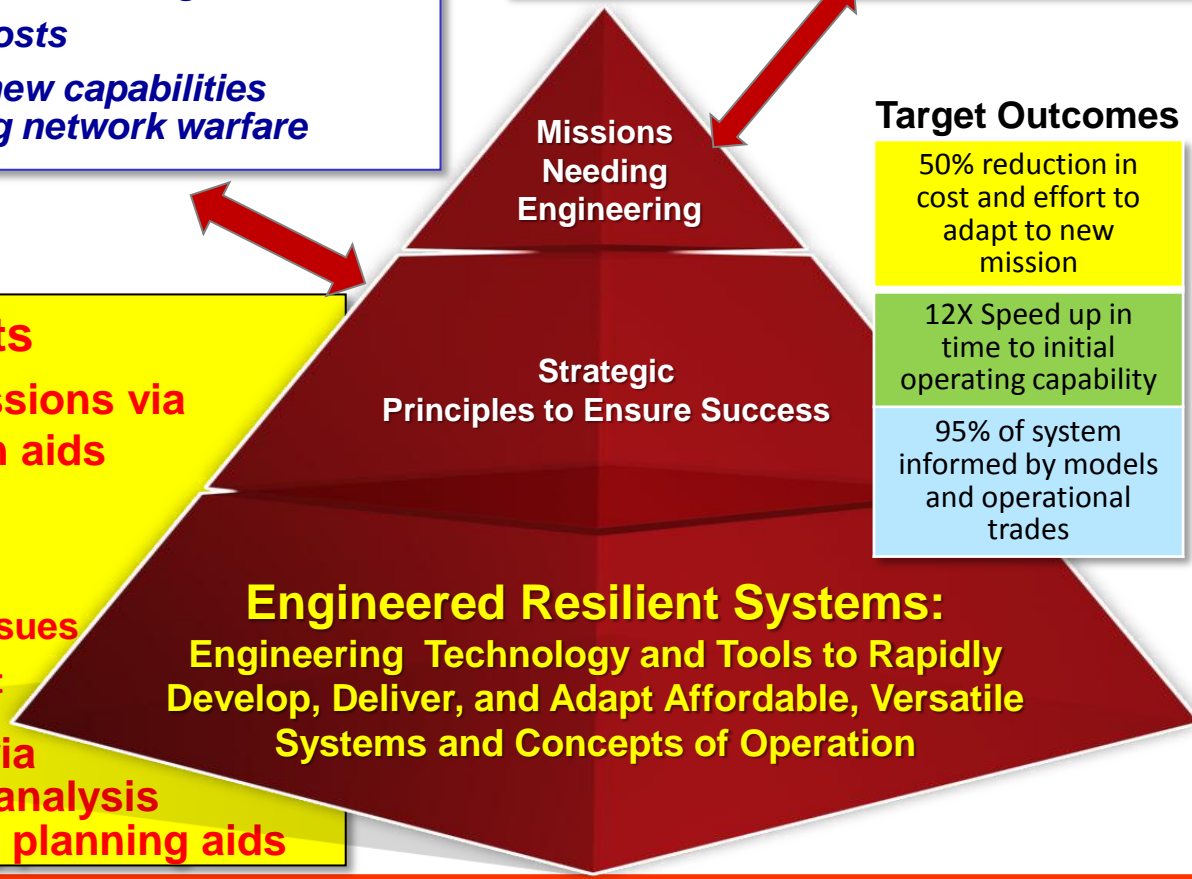 osts
new capabilities
g network warfare
Missions
Needing
Engineering
Target Outcomes
50% reduction in
cost and effort to
adapt to new
mission
12X Speed up in
time to initial
operating capability
95% of system
informed by models
and operational
trades
ts
ssions via
n aids
sues
Strategic
Principles to Ensure Success
Engineered Resilient Systems:
Engineering Technology and Tools to Rapidly
Develop, Deliver, and Adapt Affordable, Versatile
Systems and Concepts of Operation
via
analysis
planning aids